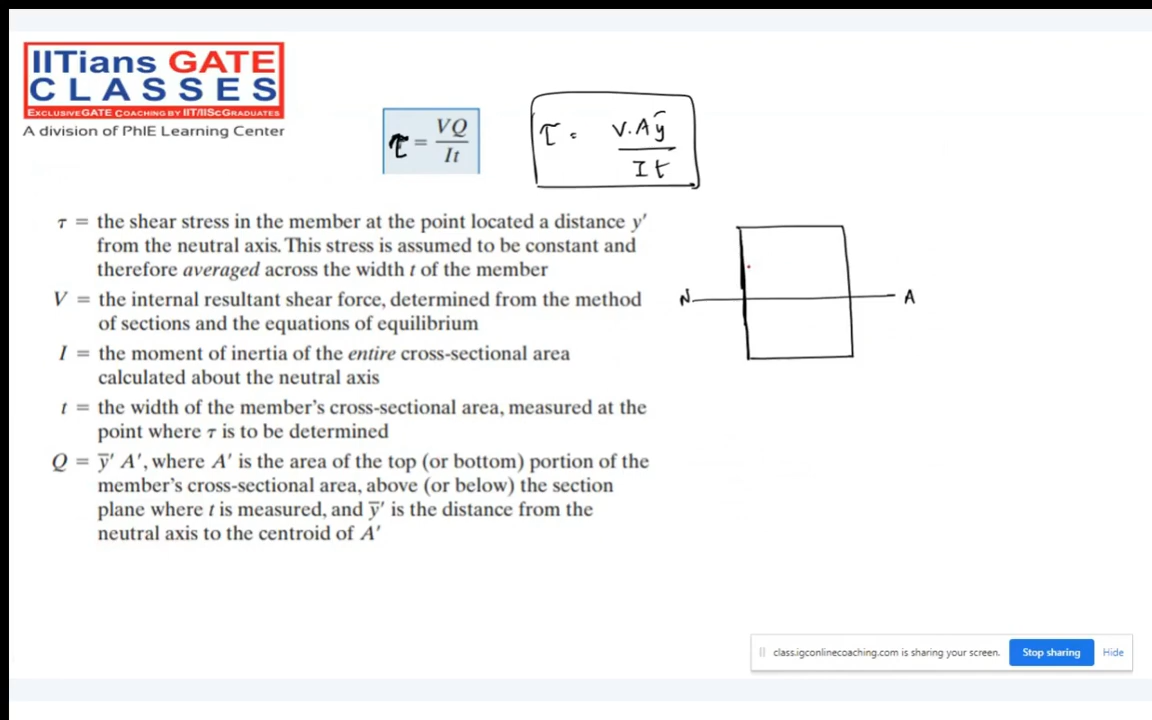 IITians GATE
CLASSES
EXCLUSIVE GATE COACHING BY IIT/IISC GRADUATES
A division of PhIE Learning Center
τ = VQ / It
τ = V.Aȳ / It
τ = the shear stress in the member at the point located a distance y′
from the neutral axis. This stress is assumed to be constant and
therefore averaged across the width t of the member
V = the internal resultant shear force, determined from the method
of sections and the equations of equilibrium
I = the moment of inertia of the entire cross-sectional area
calculated about the neutral axis
t = the width of the member's cross-sectional area, measured at the
point where τ is to be determined
Q = ȳ′ A′, where A′ is the area of the top (or bottom) portion of the
member's cross-sectional area, above (or below) the section
plane where t is measured, and ȳ′ is the distance from the
neutral axis to the centroid of A′
N A
class.igconlinecoaching.com is sharing your screen. Stop sharing Hide